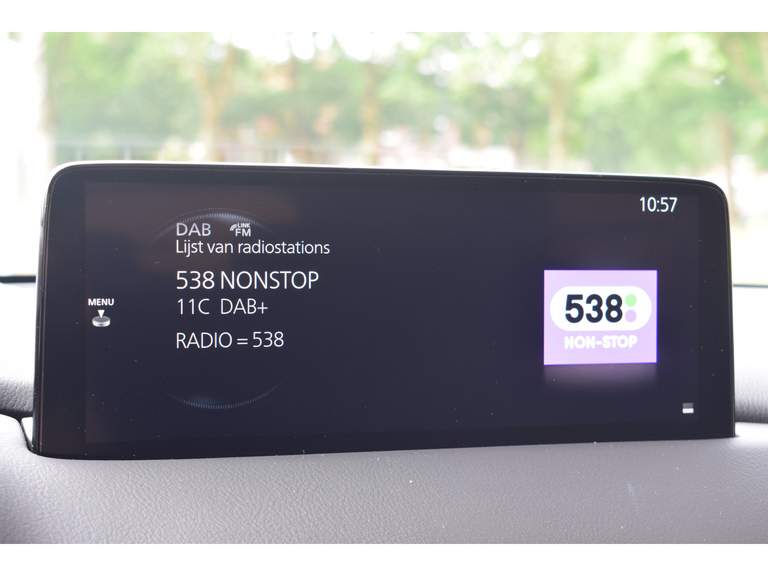 10:57
DAB LINK FM
Lijst van radiostations
538 NONSTOP
11C DAB+
RADIO = 538
MENU
538
NON-STOP